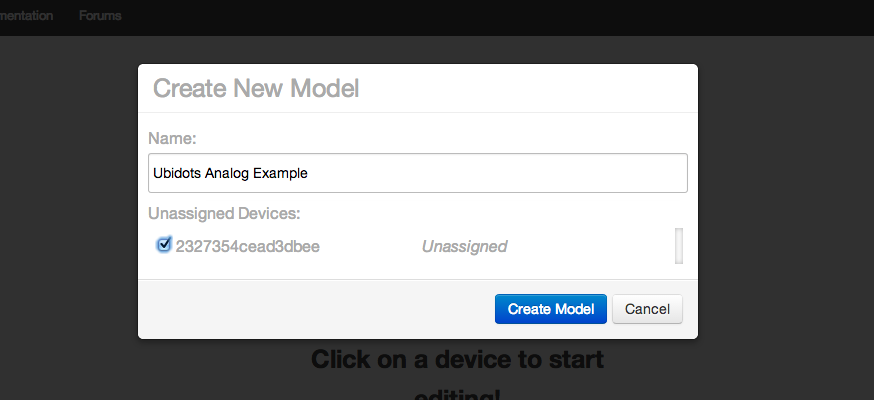 mentation Forums
Create New Model
Name:
Ubidots Analog Example
Unassigned Devices:
2327354cead3dbee Unassigned
Create Model Cancel
Click on a device to start
editing!